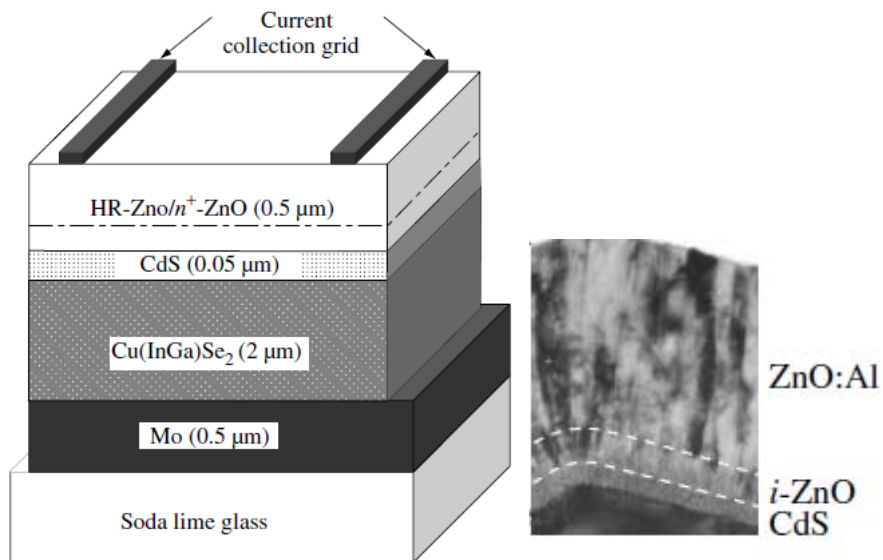 Current
collection grid
HR-Zno/n⁺-ZnO (0.5 µm)
CdS (0.05 µm)
Cu(InGa)Se₂ (2 µm)
Mo (0.5 µm)
Soda lime glass
ZnO:Al
i-ZnO
CdS